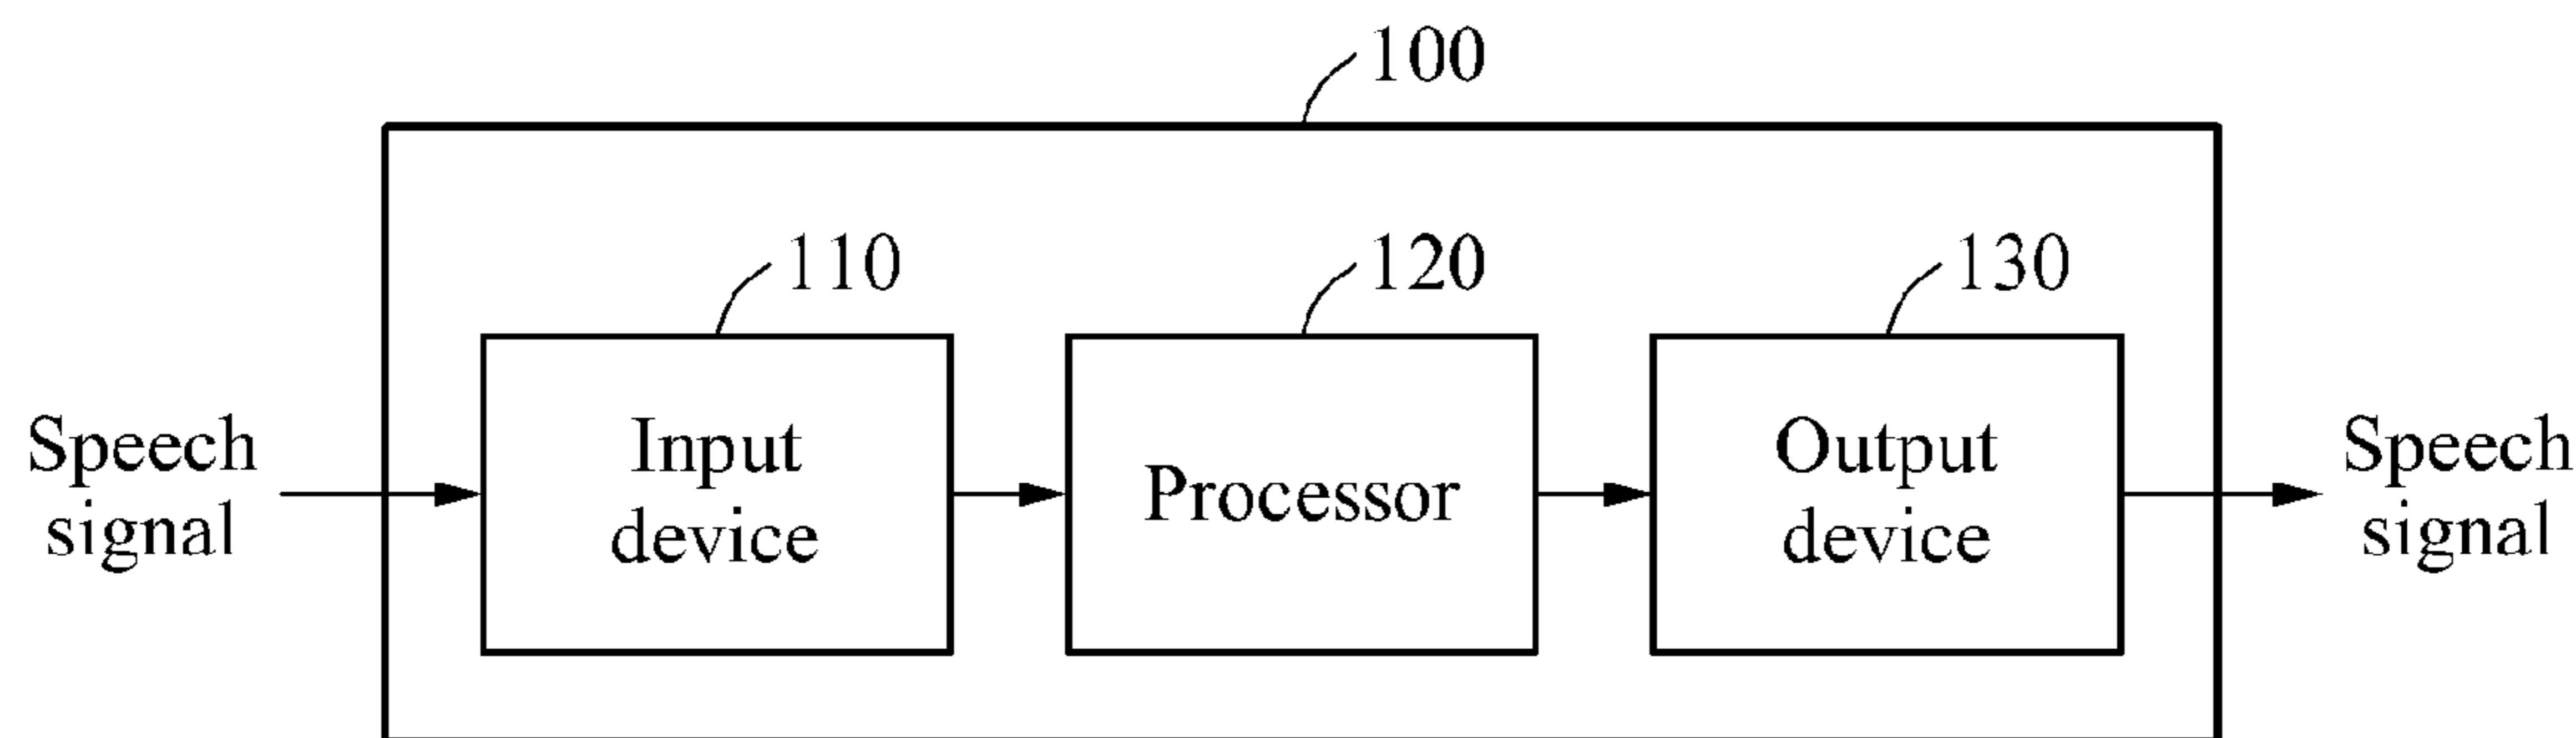 100
110
120
130
Speech
signal
Input
device
Processor
Output
device
Speech
signal